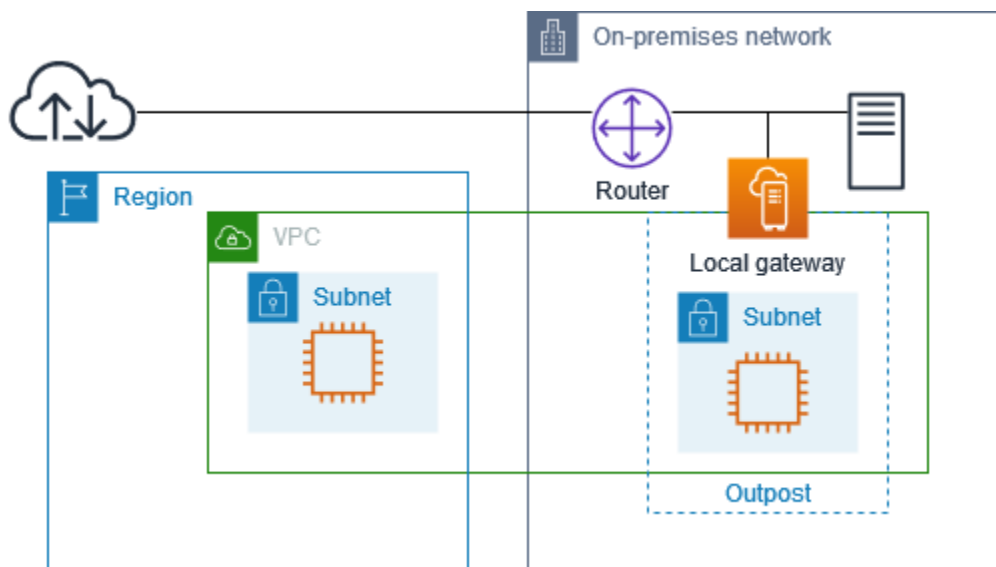 On-premises network
Router
Region
VPC
Local gateway
Subnet
Subnet
Outpost